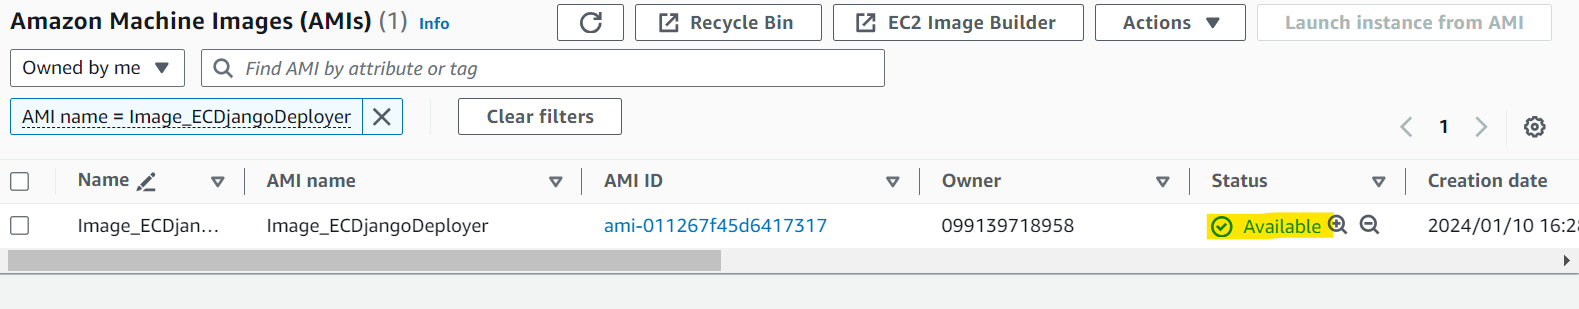 Amazon Machine Images (AMIs) (1) Info Recycle Bin EC2 Image Builder Actions Launch instance from AMI
Owned by me Find AMI by attribute or tag
AMI name = Image_ECDjangoDeployer Clear filters
1
Name AMI name AMI ID Owner Status Creation date
Image_ECDjan... Image_ECDjangoDeployer ami-011267f45d6417317 099139718958 Available 2024/01/10 16:28